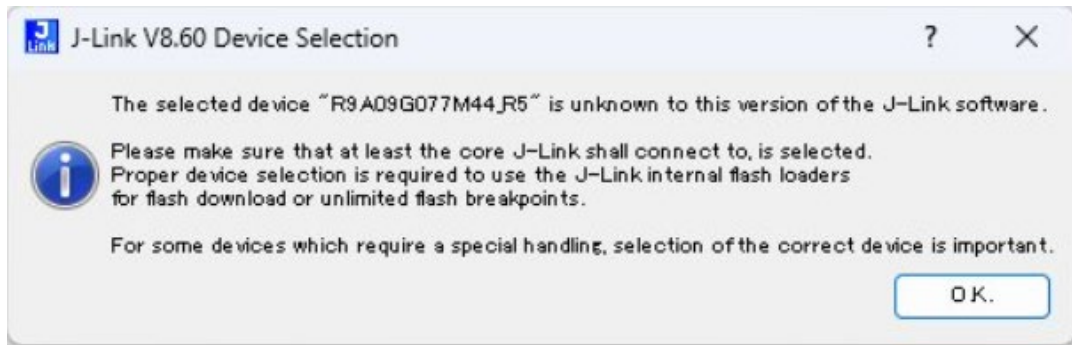 J-Link V8.60 Device Selection
The selected device "R9A09G077M44_R5" is unknown to this version of the J-Link software.
Please make sure that at least the core J-Link shall connect to, is selected.
Proper device selection is required to use the J-Link internal flash loaders
for flash download or unlimited flash breakpoints.
For some devices which require a special handling, selection of the correct device is important.
OK.